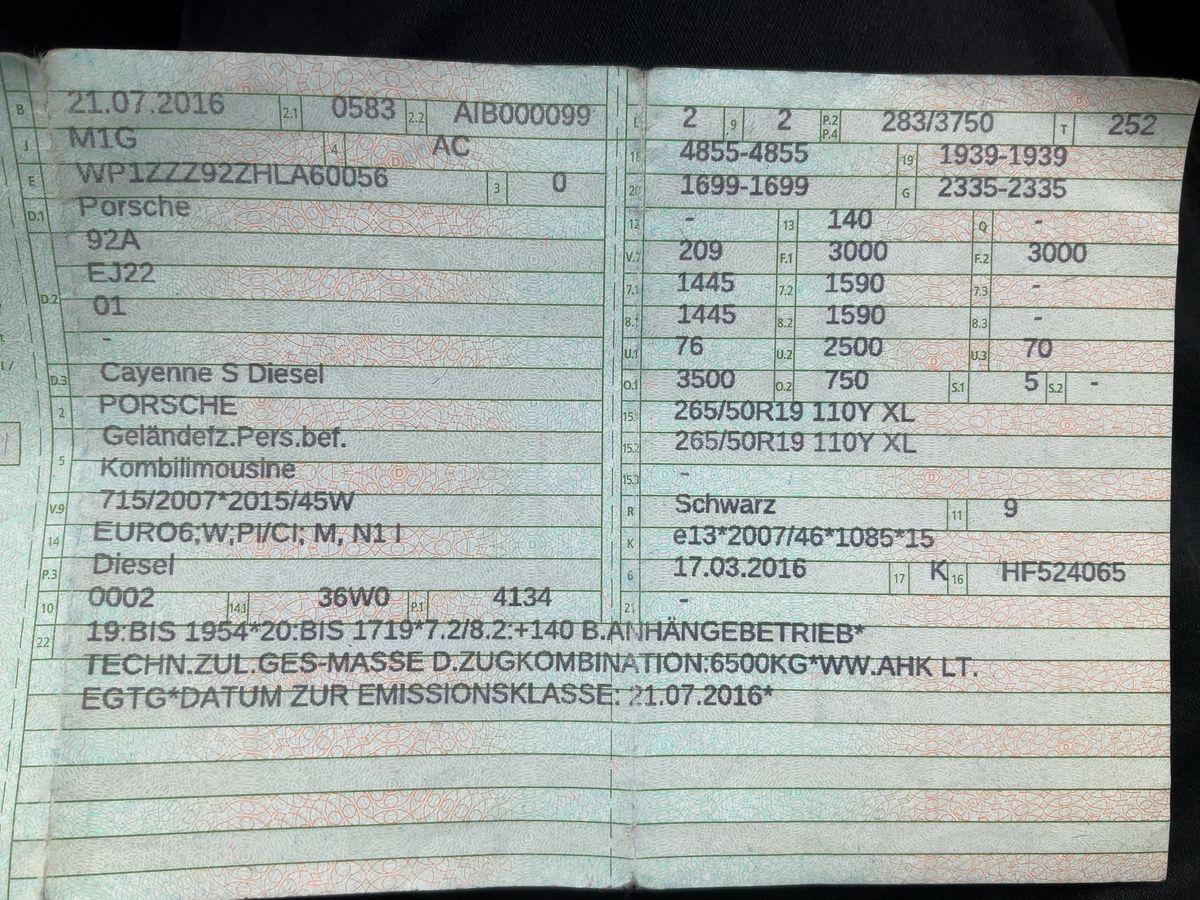 B 21.07.2016 2.1 0583 2.2 AIB000099
J M1G 4 AC
E WP1ZZZ92ZHLA60056 3 0
D.1 Porsche
92A
D.2 EJ22
01
-
D.3 Cayenne S Diesel
2 PORSCHE
Geländefz.Pers.bef.
5 Kombilimousine
V.9 715/2007*2015/45W
14 EURO6;W;PI/CI; M, N1 I
P.3 Diesel
10 0002 14.1 36W0 P.1 4134
L 2 9 2 P.2 P.4 283/3750 T 252
18 4855-4855 19 1939-1939
20 1699-1699 G 2335-2335
12 - 13 140 Q -
V.7 209 F.1 3000 F.2 3000
7.1 1445 7.2 1590 7.3 -
8.1 1445 8.2 1590 8.3 -
U.1 76 U.2 2500 U.3 70
O.1 3500 O.2 750 S.1 5 S.2 -
15.1 265/50R19 110Y XL
15.2 265/50R19 110Y XL
15.3 -
R Schwarz 11 9
K e13*2007/46*1085*15
6 17.03.2016 17 K 16 HF524065
21 -
22 19:BIS 1954*20:BIS 1719*7.2/8.2:+140 B.ANHÄNGEBETRIEB*
TECHN.ZUL.GES-MASSE D.ZUGKOMBINATION:6500KG*WW.AHK LT.
EGTG*DATUM ZUR EMISSIONSKLASSE: 21.07.2016*